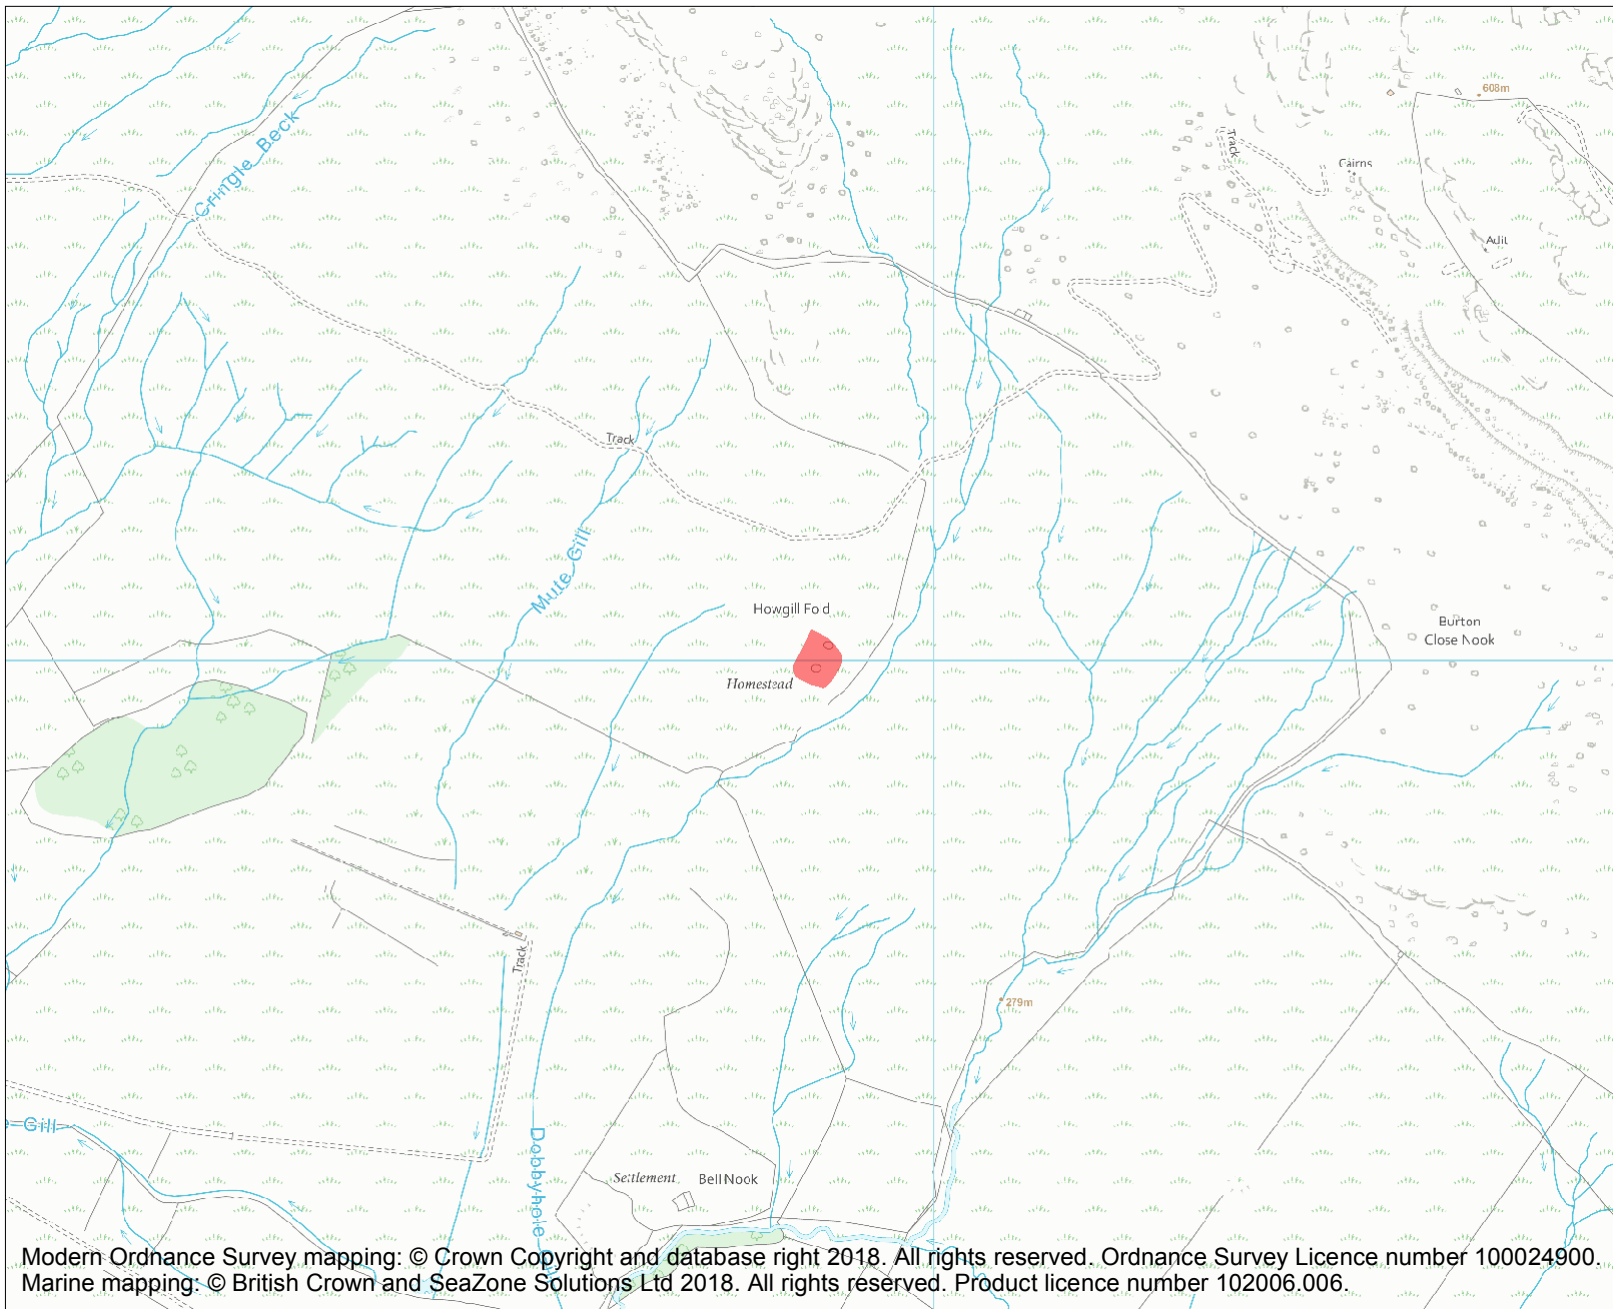 608m
Track
Cairns
Cringle Beck
Adit
Track
Mute Gill
Howgill Fo d
Burton
Close Nook
Homestead
Track
279m
Gill
Dobbyhole
Settlement
Bell Nook
Modern Ordnance Survey mapping: © Crown Copyright and database right 2018. All rights reserved. Ordnance Survey Licence number 100024900.
Marine mapping: © British Crown and SeaZone Solutions Ltd 2018. All rights reserved. Product licence number 102006.006.